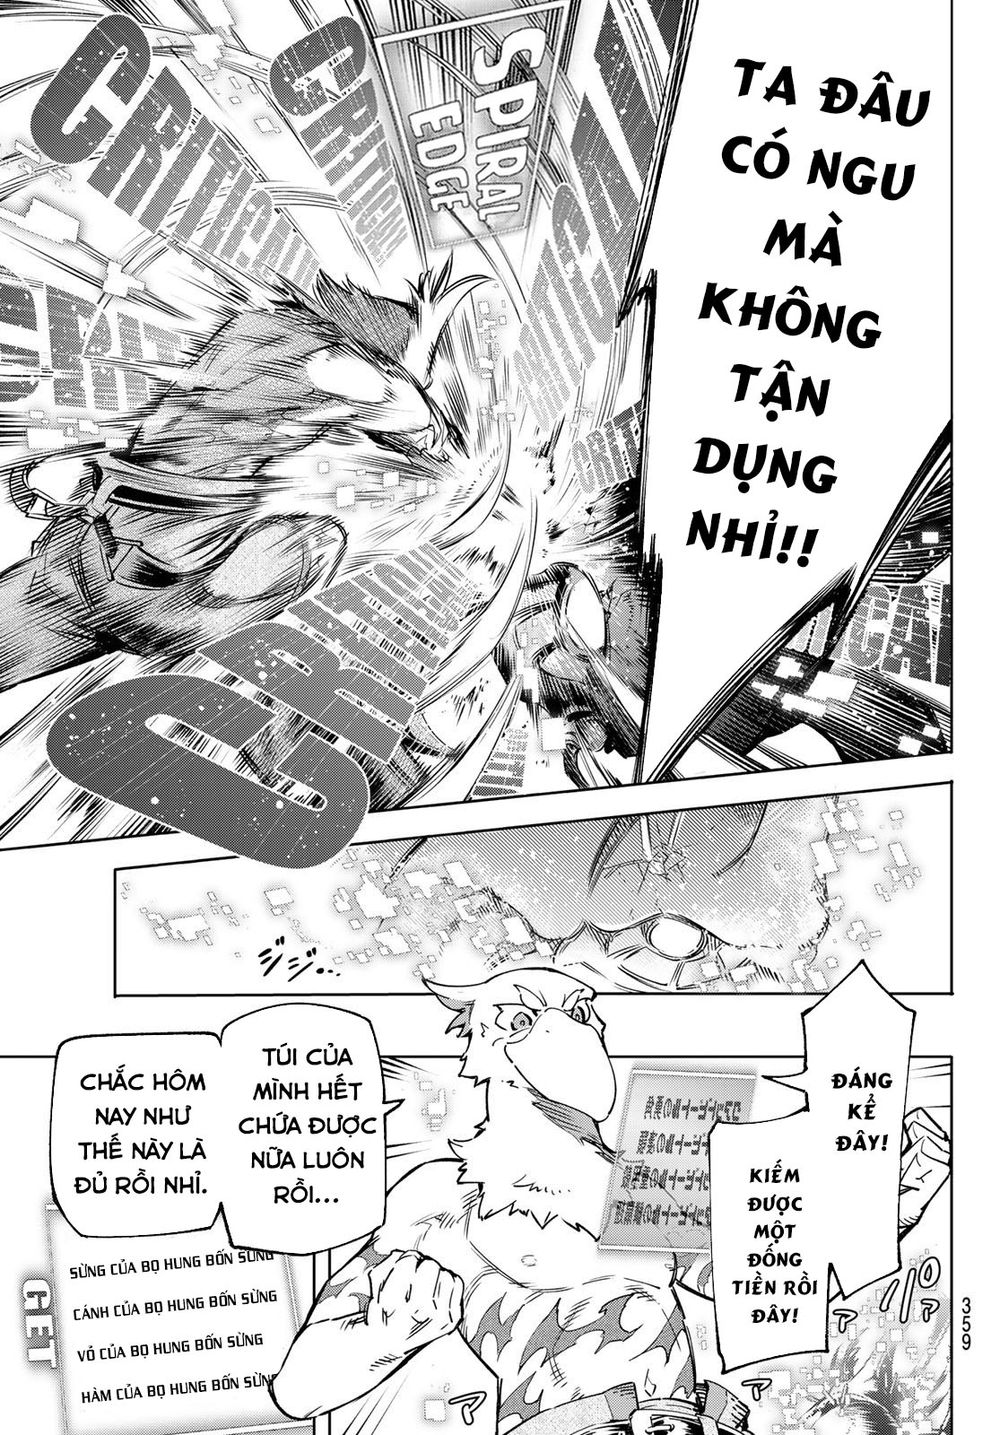 TA ĐÂU
CÓ NGU
MÀ
KHÔNG
TẬN
DỤNG
NHỈ!!
SPIRAL
EDGE
CRITICAL
CRITICAL
ĐÁNG
KỂ
ĐÂY!
KIẾM
ĐƯỢC
MỘT
ĐỐNG
TIỀN RỒI
ĐÂY!
TÚI CỦA
MÌNH HẾT
CHỨA ĐƯỢC
NỮA LUÔN
RỒI...
CHẮC HÔM
NAY NHƯ
THẾ NÀY LÀ
ĐỦ RỒI NHỈ.
GET
SỪNG CỦA BỌ HUNG BỐN SỪNG
CÁNH CỦA BỌ HUNG BỐN SỪNG
VỎ CỦA BỌ HUNG BỐN SỪNG
HÀM CỦA BỌ HUNG BỐN SỪNG
359